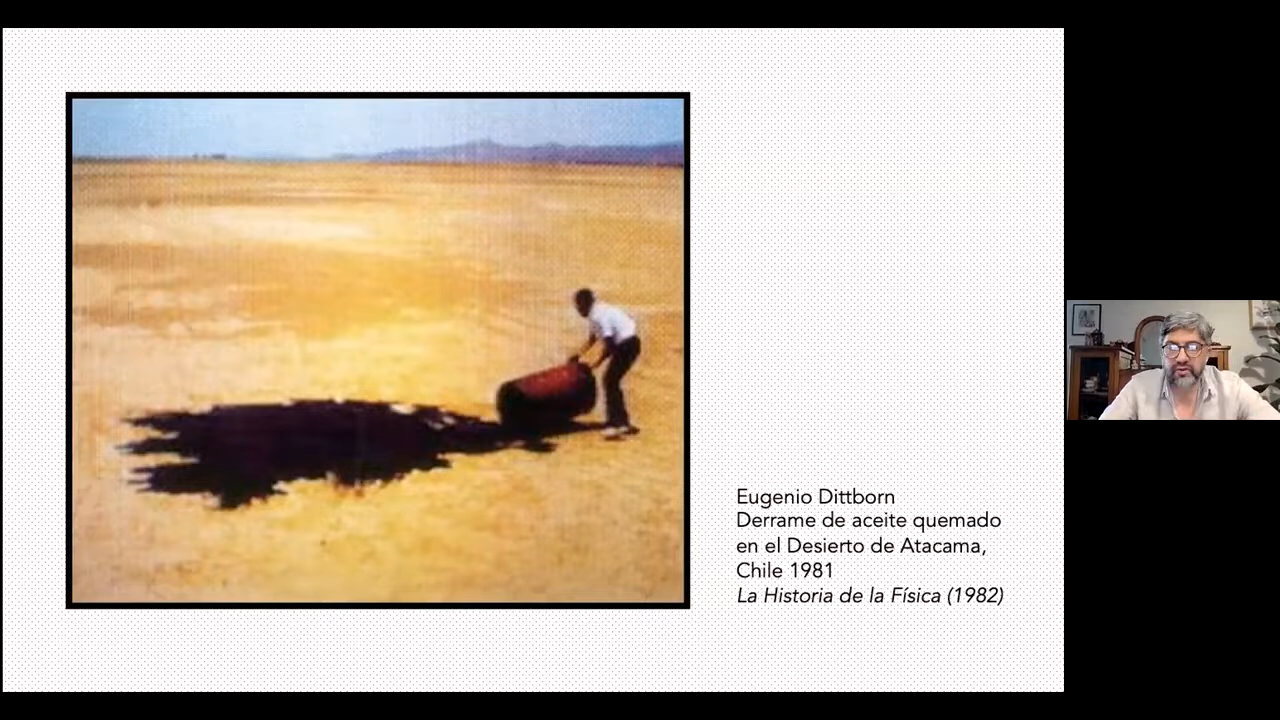 Eugenio Dittborn
Derrame de aceite quemado
en el Desierto de Atacama,
Chile 1981
La Historia de la Física (1982)